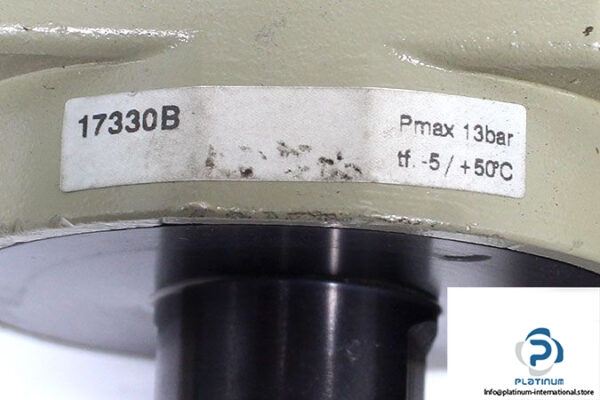 17330B
Pmax 13bar
tf. -5 / +50°C
PLATINUM
Info@platinum-international.store